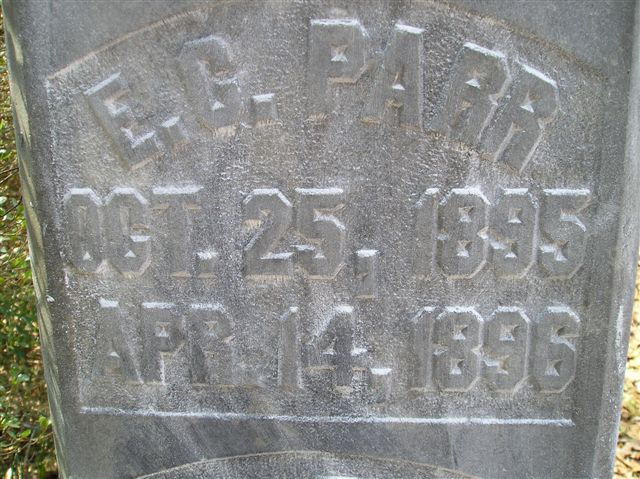 E.C. PARR
OCT. 25, 1895
APR. 14, 1896